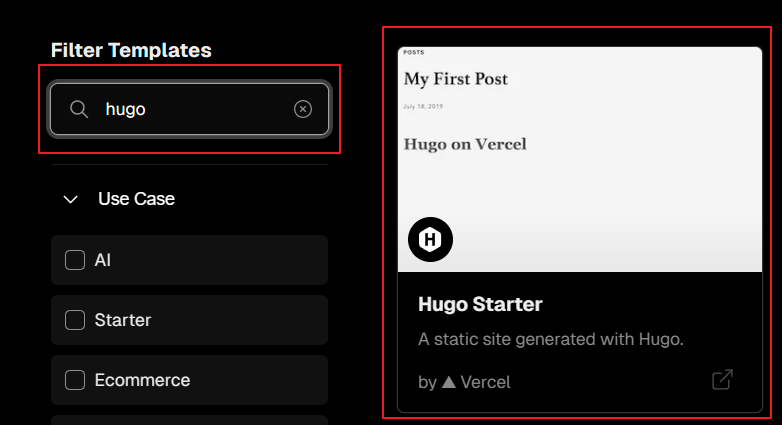 Filter Templates
hugo
Use Case
AI
Starter
Ecommerce
POSTS
My First Post
July 18, 2019
Hugo on Vercel
H
Hugo Starter
A static site generated with Hugo.
by Vercel